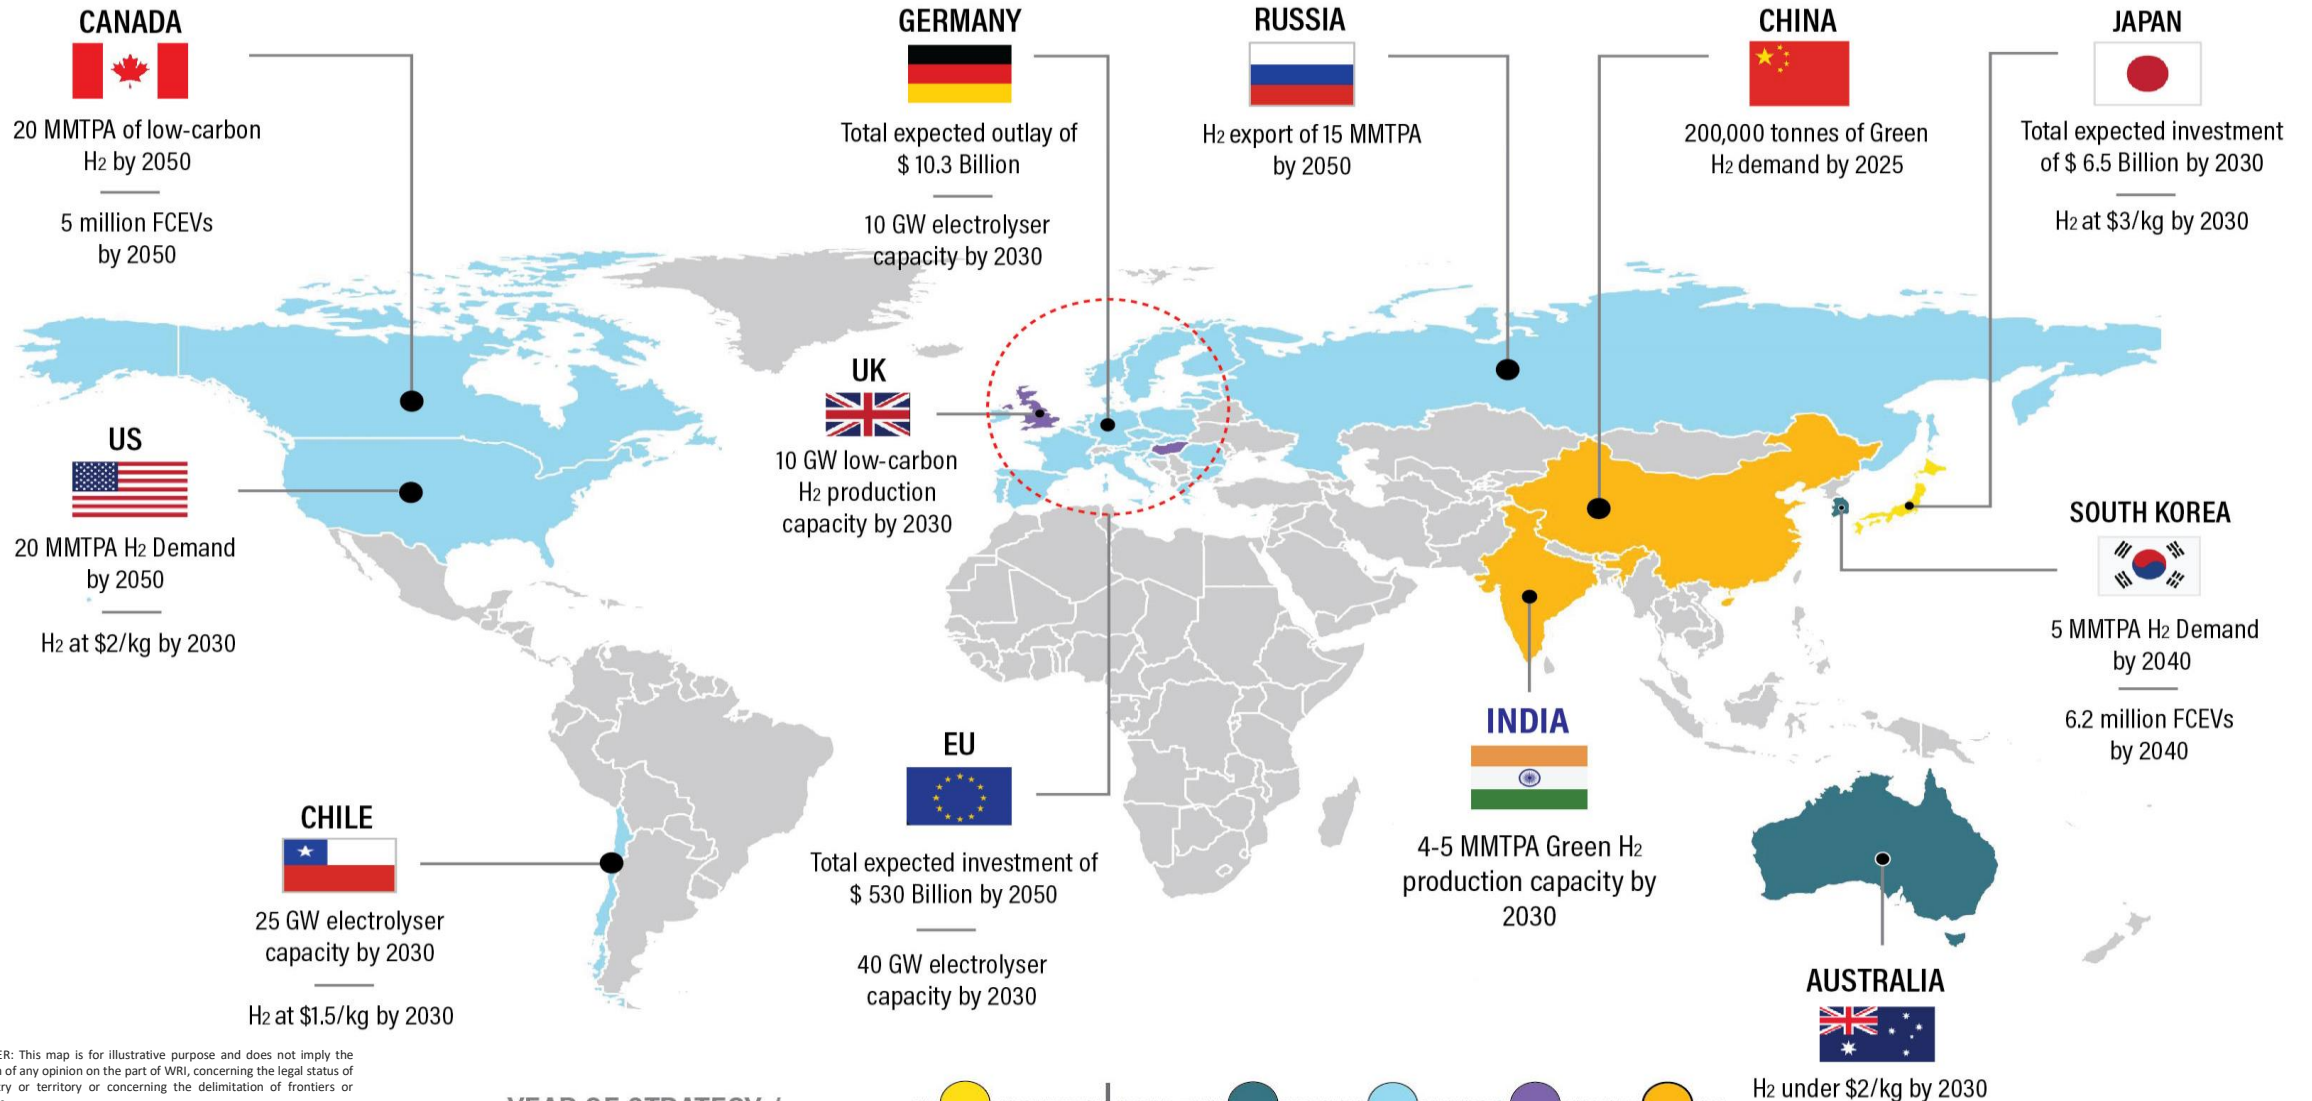 CANADA
20 MMTPA of low-carbon
H2 by 2050
5 million FCEVs
by 2050
GERMANY
Total expected outlay of
$ 10.3 Billion
10 GW electrolyser
capacity by 2030
RUSSIA
H2 export of 15 MMTPA
by 2050
CHINA
200,000 tonnes of Green
H2 demand by 2025
JAPAN
Total expected investment
of $ 6.5 Billion by 2030
H2 at $3/kg by 2030
US
20 MMTPA H2 Demand
by 2050
H2 at $2/kg by 2030
UK
10 GW low-carbon
H2 production
capacity by 2030
SOUTH KOREA
5 MMTPA H2 Demand
by 2040
6.2 million FCEVs
by 2040
CHILE
25 GW electrolyser
capacity by 2030
H2 at $1.5/kg by 2030
EU
Total expected investment of
$ 530 Billion by 2050
40 GW electrolyser
capacity by 2030
INDIA
4-5 MMTPA Green H2
production capacity by
2030
AUSTRALIA
H2 under $2/kg by 2030
ER: This map is for illustrative purpose and does not imply the
of any opinion on the part of WRI, concerning the legal status of
ry or territory or concerning the delimitation of frontiers or
YEAR OF STRATEGY /